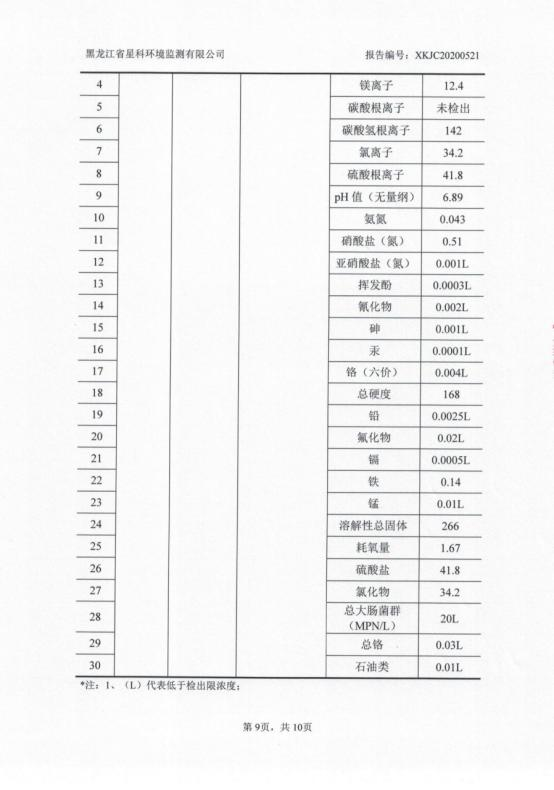 黑龙江省星科环境监测有限公司 报告编号：XKJC20200521
4 镁离子 12.4
5 碳酸根离子 未检出
6 碳酸氢根离子 142
7 氯离子 34.2
8 硫酸根离子 41.8
9 pH 值（无量纲） 6.89
10 氨氮 0.043
11 硝酸盐（氮） 0.51
12 亚硝酸盐（氮） 0.001L
13 挥发酚 0.0003L
14 氰化物 0.002L
15 砷 0.001L
16 汞 0.0001L
17 铬（六价） 0.004L
18 总硬度 168
19 铅 0.0025L
20 氟化物 0.02L
21 镉 0.0005L
22 铁 0.14
23 锰 0.01L
24 溶解性总固体 266
25 耗氧量 1.67
26 硫酸盐 41.8
27 氯化物 34.2
28 总大肠菌群 20L
（MPN/L）
29 总铬 0.03L
30 石油类 0.01L
*注：1、（L）代表低于检出限浓度；
第 9页，共 10页